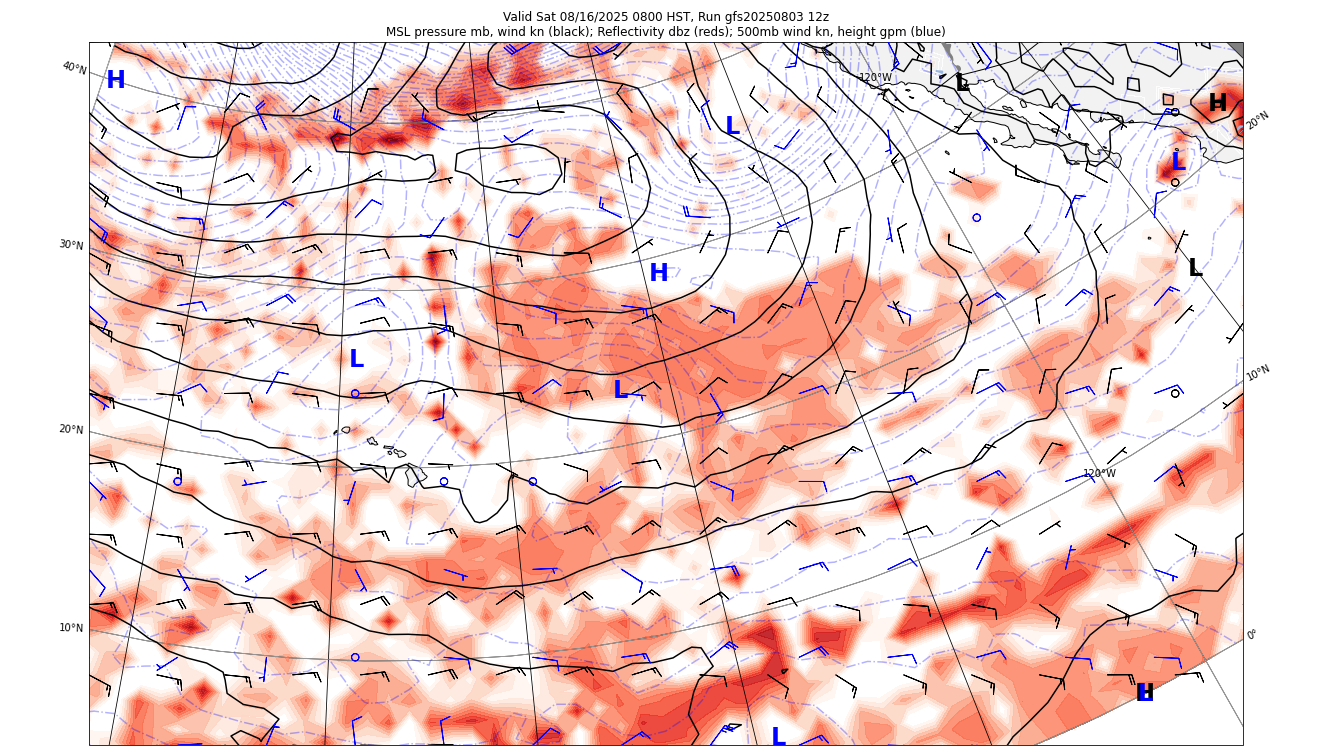 Valid Sat 08/16/2025 0800 HST, Run gfs20250803 12z
MSL pressure mb, wind kn (black); Reflectivity dbz (reds); 500mb wind kn, height gpm (blue)
40°N
H
120°W
L
H
20°N
L
L
30°N
H
L
L
L
10°N
20°N
120°W
10°N
0°
H
L